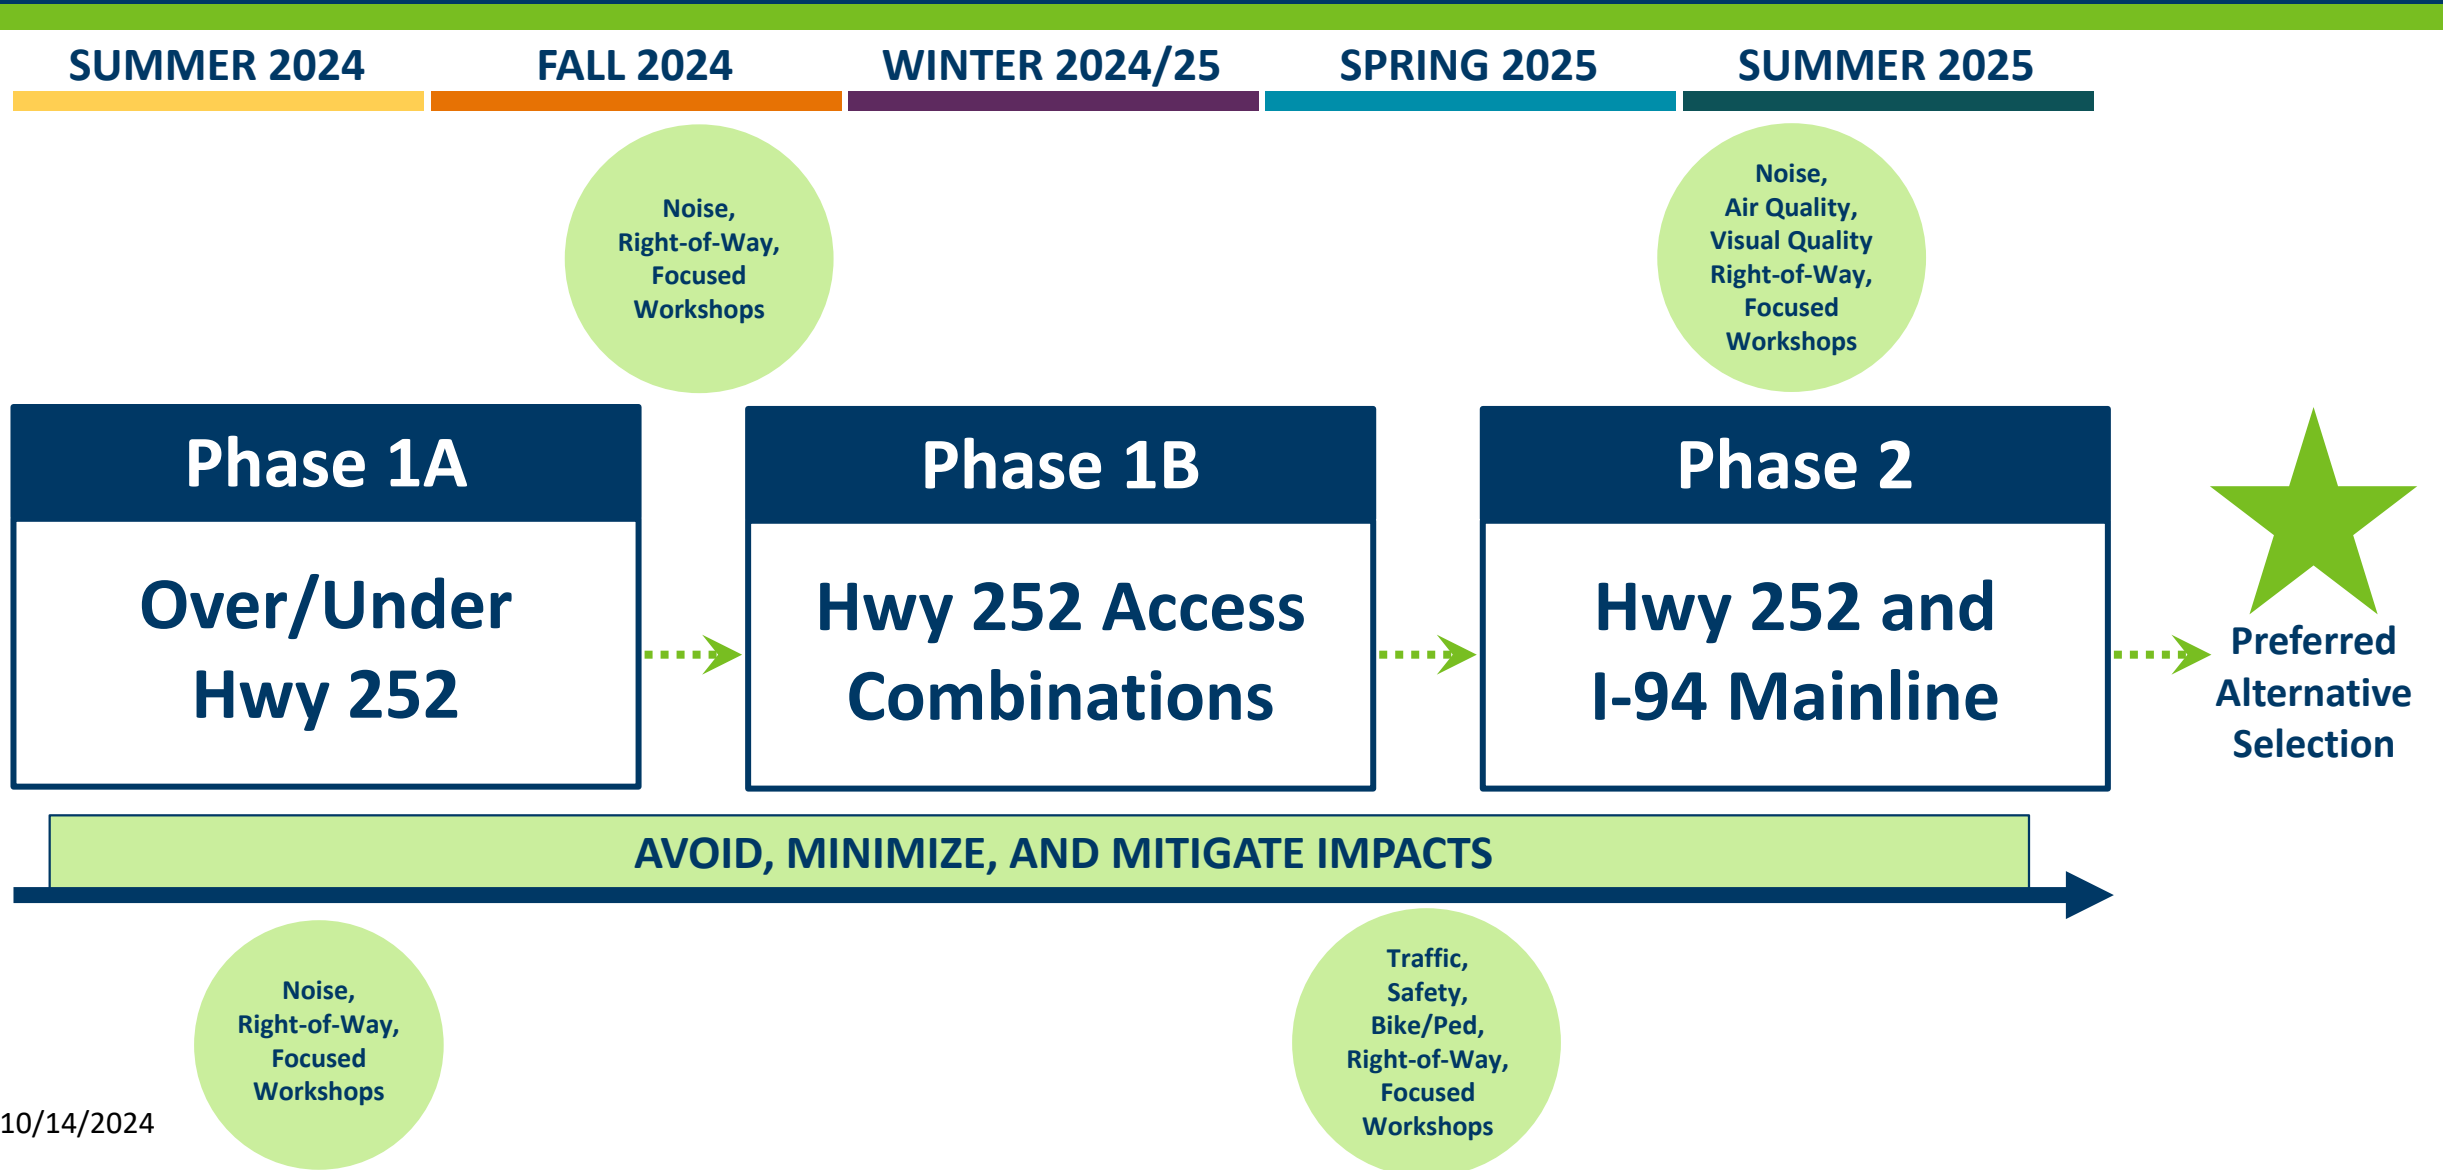 SUMMER 2024
FALL 2024
WINTER 2024/25
SPRING 2025
SUMMER 2025
Noise,
Right-of-Way,
Focused
Workshops
Noise,
Air Quality,
Visual Quality
Right-of-Way,
Focused
Workshops
Phase 1A
Over/Under
Hwy 252
Phase 1B
Hwy 252 Access
Combinations
Phase 2
Hwy 252 and
I-94 Mainline
Preferred
Alternative
Selection
AVOID, MINIMIZE, AND MITIGATE IMPACTS
Noise,
Right-of-Way,
Focused
Workshops
Traffic,
Safety,
Bike/Ped,
Right-of-Way,
Focused
Workshops
10/14/2024